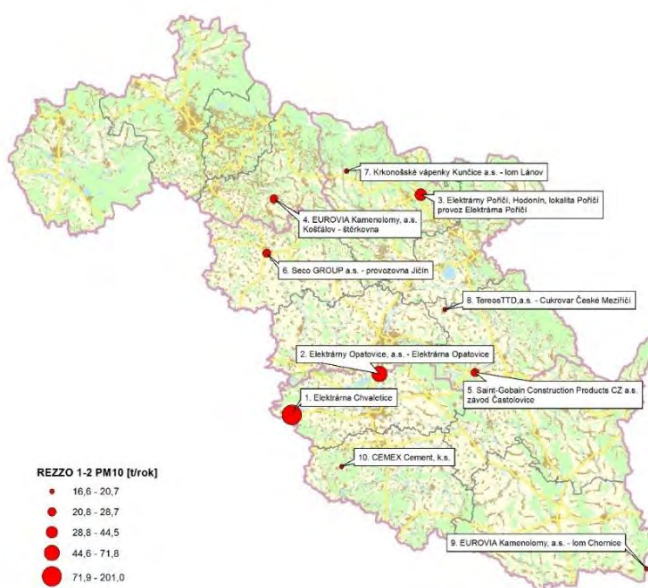 7. Krkonošské vápenky Kunčice a.s. - lom Lánov
3. Elektrárny Poříčí, Hodonín, lokalita Poříčí
provoz Elektrárna Poříčí
4. EUROVIA Kamenolomy, a.s.
Košťálov - štěrkovna
6. Seco GROUP a.s. - provozovna Jičín
8. TereosTTD,a.s. - Cukrovar České Meziříčí
2. Elektrárny Opatovice, a.s. - Elektrárna Opatovice
5. Saint-Gobain Construction Products CZ a.s.
závod Častolovice
1. Elektrárna Chvaletice
10. CEMEX Cement, k.s.
9. EUROVIA Kamenolomy, a.s. - lom Chornice
REZZO 1-2 PM10 [t/rok]
16,6 - 20,7
20,8 - 28,7
28,8 - 44,5
44,6 - 71,8
71,9 - 201,0